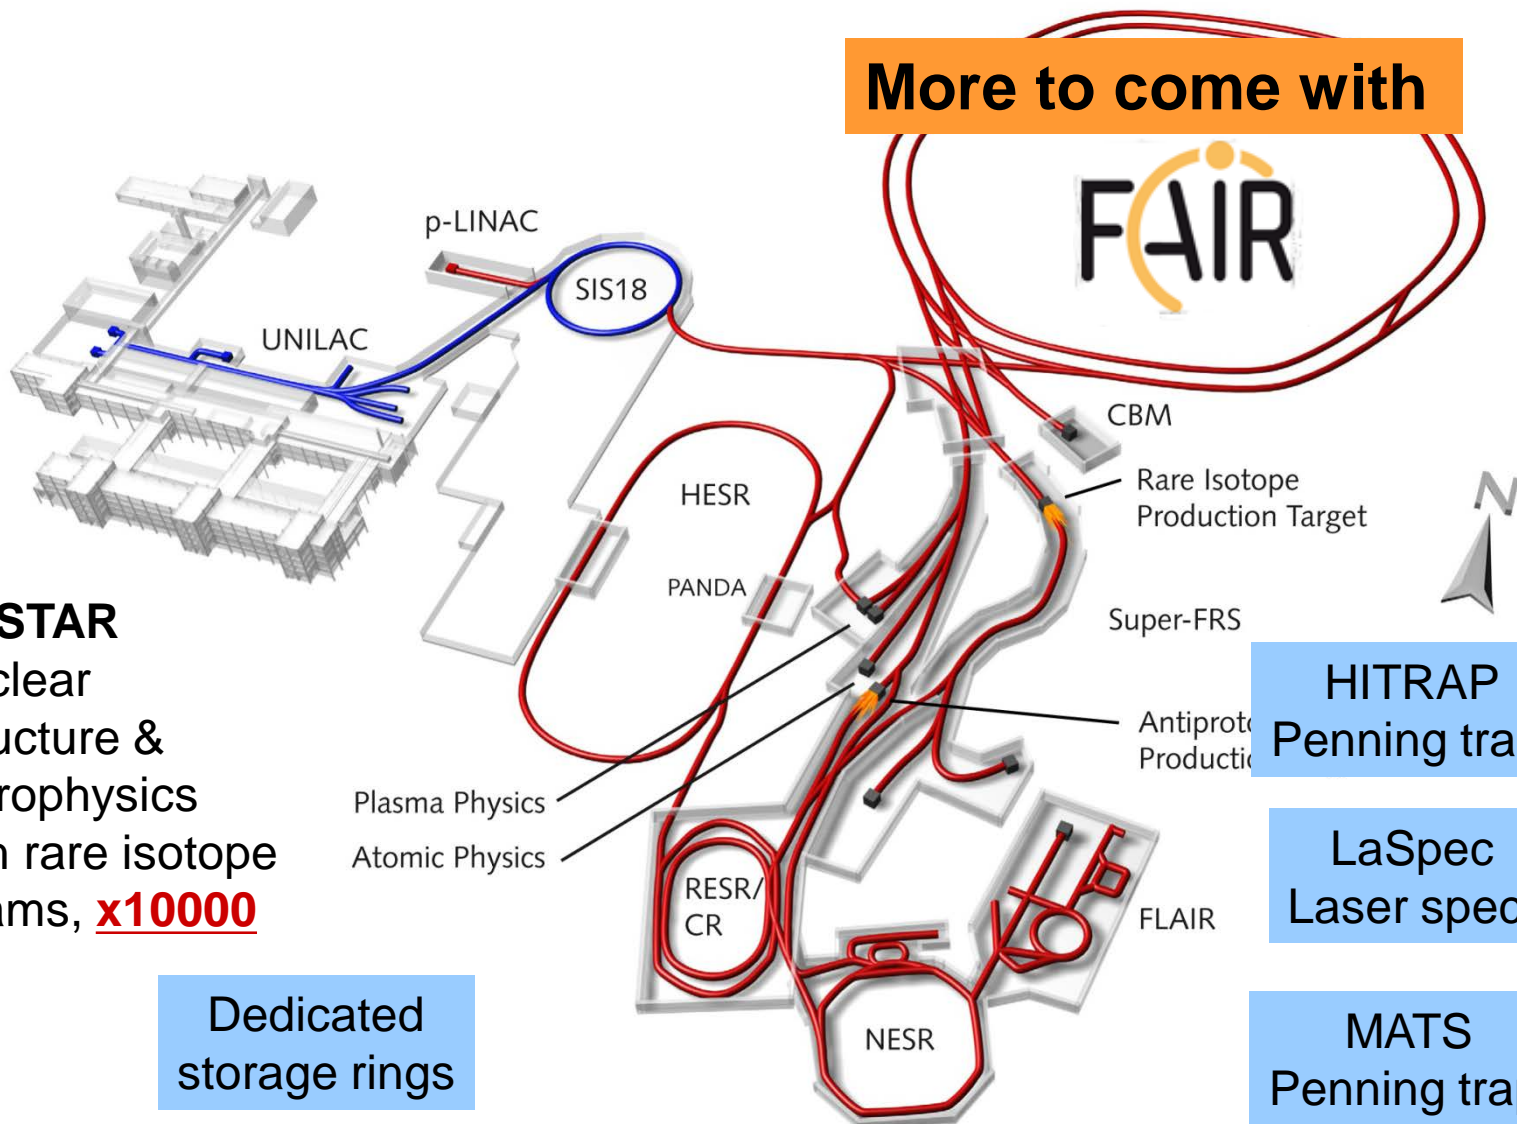 More to come with
FAIR
p-LINAC
SIS18
UNILAC
CBM
Rare Isotope
Production Target
N
HESR
PANDA
Super-FRS
STAR
clear
ucture &
rophysics
rare isotope
ams, x10000
HITRAP
Penning tra
Antiproto
Producti
Plasma Physics
Atomic Physics
LaSpec
Laser spec
RESR/
CR
FLAIR
NESR
Dedicated
storage rings
MATS
Penning tra